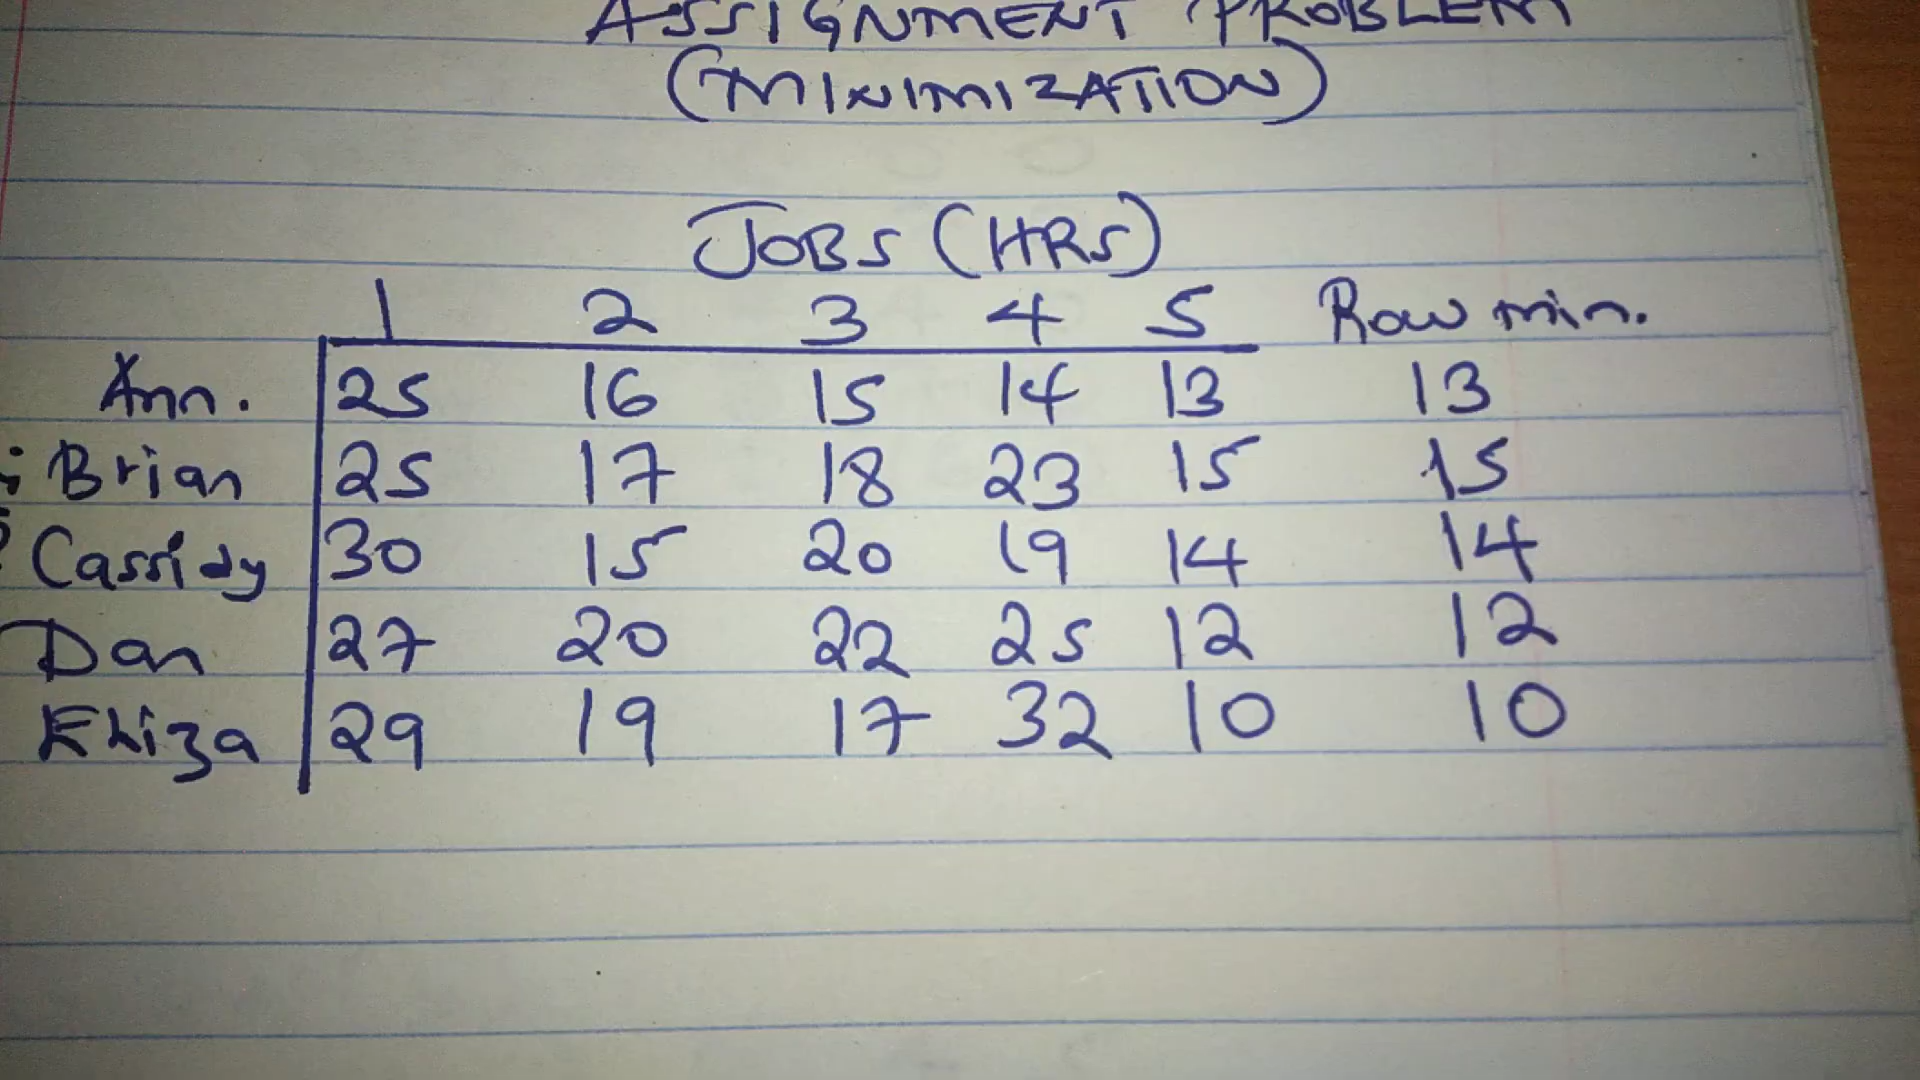 ASSIGNMENT PROBLEM
(MINIMIZATION)
JOBS (HRS)
1 2 3 4 5 Row min.
Ann. 25 16 15 14 13 13
Brian 25 17 18 23 15 15
Cassidy 30 15 20 19 14 14
Dan 27 20 22 25 12 12
Eliza 29 19 17 32 10 10